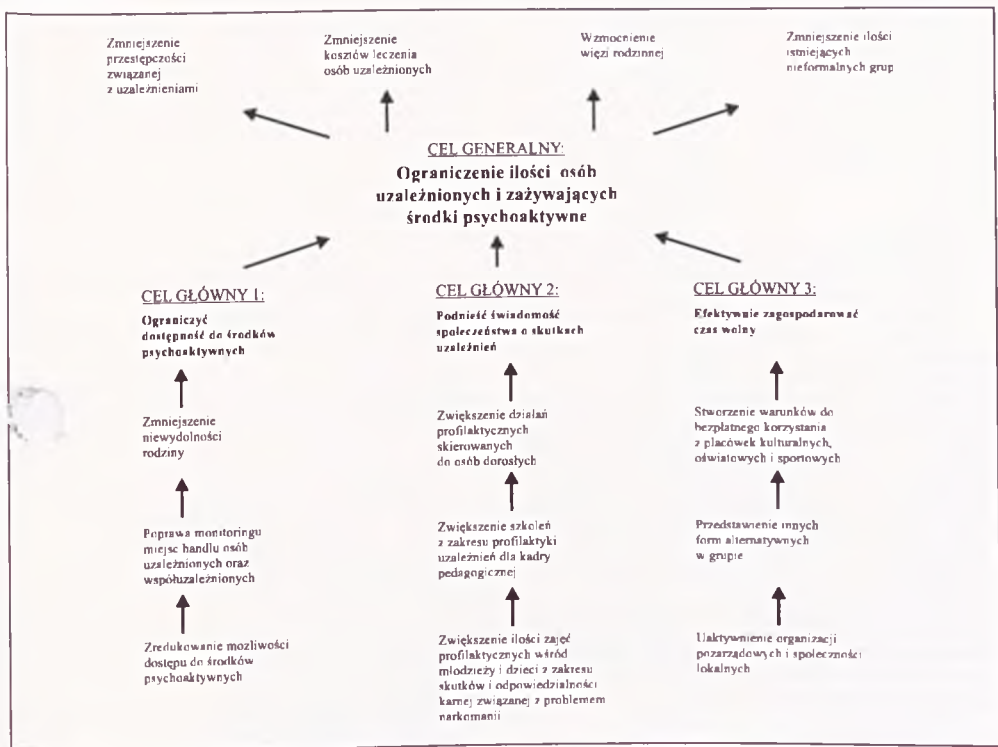 Zmniejszenie
przestępczości
związanej
z uzależnieniami
Zmniejszenie
kosztów leczenia
osób uzależnionych
Wzmocnienie
więzi rodzinnej
Zmniejszenie ilości
istniejących
nieformalnych grup
CEL GENERALNY:
Ograniczenie ilości osób
uzależnionych i zażywających
środki psychoaktywne
CEL GŁÓWNY 1:
Ograniczyć
dostępność do środków
psychoaktywnych
Zmniejszenie
niewydolności
rodziny
Poprawa monitoringu
miejsc handlu osób
uzależnionych oraz
współuzależnionych
Zredukowanie możliwości
dostępu do środków
psychoaktywnych
CEL GŁÓWNY 2:
Podnieść świadomość
społeczeństwa o skutkach
uzależnień
Zwiększenie działań
profilaktycznych
skierowanych
do osób dorosłych
Zwiększenie szkoleń
z zakresu profilaktyki
uzależnień dla kadry
pedagogicznej
Zwiększenie ilości zajęć
profilaktycznych wśród
młodzieży i dzieci z zakresu
skutków i odpowiedzialności
karnej związanej z problemem
narkomanii
CEL GŁÓWNY 3:
Efektywnie zagospodarować
czas wolny
Stworzenie warunków do
bezpłatnego korzystania
z placówek kulturalnych,
oświatowych i sportowych
Przedstawienie innych
form alternatywnych
w grupie
Uaktywnienie organizacji
pozarządowych i społeczności
lokalnych